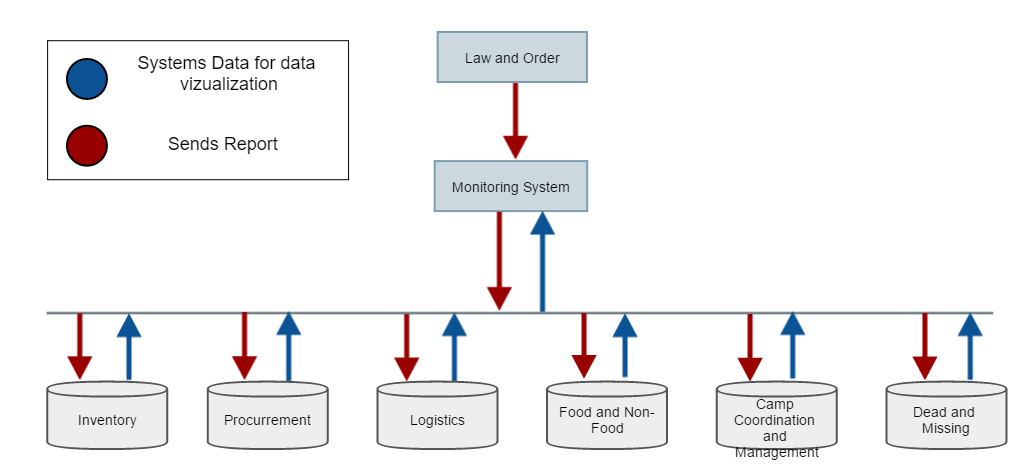 Systems Data for data
vizualization
Sends Report
Law and Order
Monitoring System
Inventory
Procurrement
Logistics
Food and Non-
Food
Camp
Coordination
and
Management
Dead and
Missing